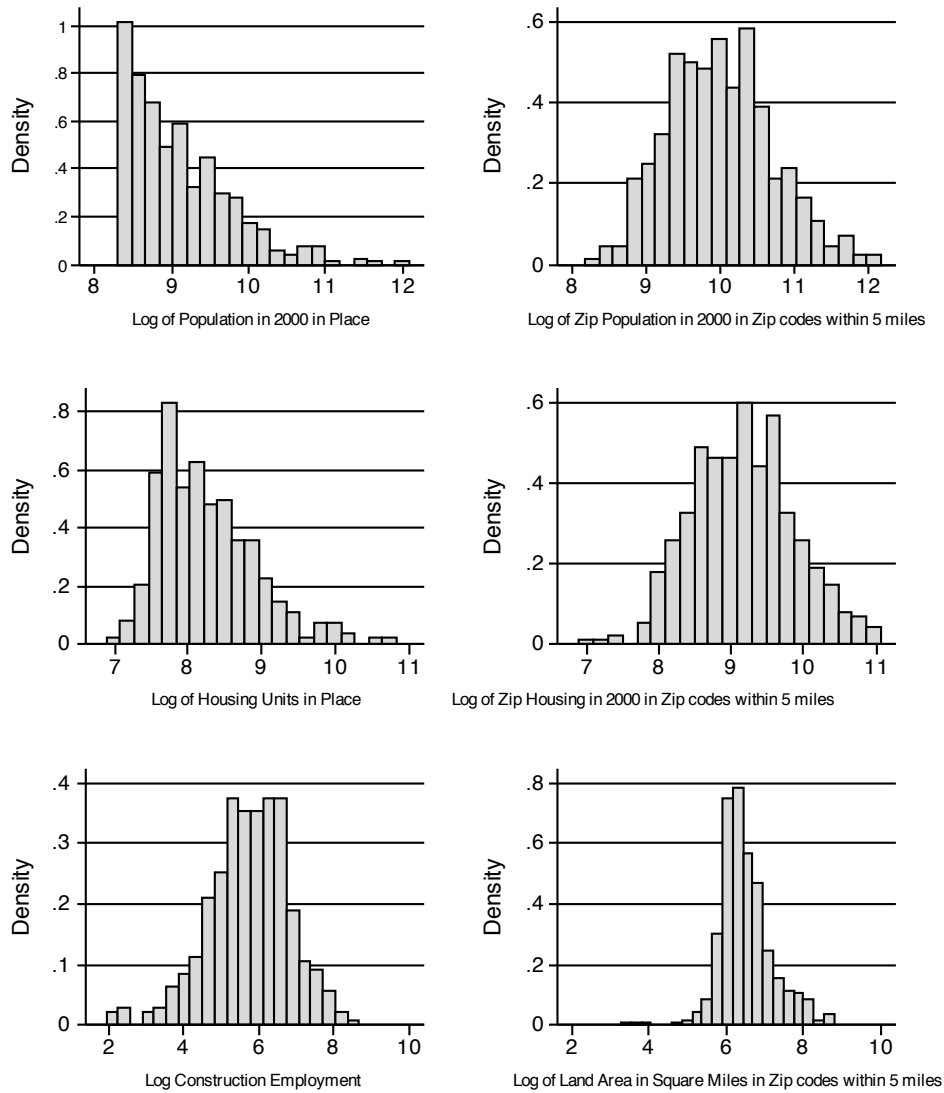 Density
1
.8
.6
.4
.2
0
8 9 10 11 12
Log of Population in 2000 in Place
Density
.6
.4
.2
0
8 9 10 11 12
Log of Zip Population in 2000 in Zip codes within 5 miles
Density
.8
.6
.4
.2
0
7 8 9 10 11
Log of Housing Units in Place
Density
.6
.4
.2
0
7 8 9 10 11
Log of Zip Housing in 2000 in Zip codes within 5 miles
Density
.4
.3
.2
.1
0
2 4 6 8 10
Log Construction Employment
Density
.8
.6
.4
.2
0
2 4 6 8 10
Log of Land Area in Square Miles in Zip codes within 5 miles